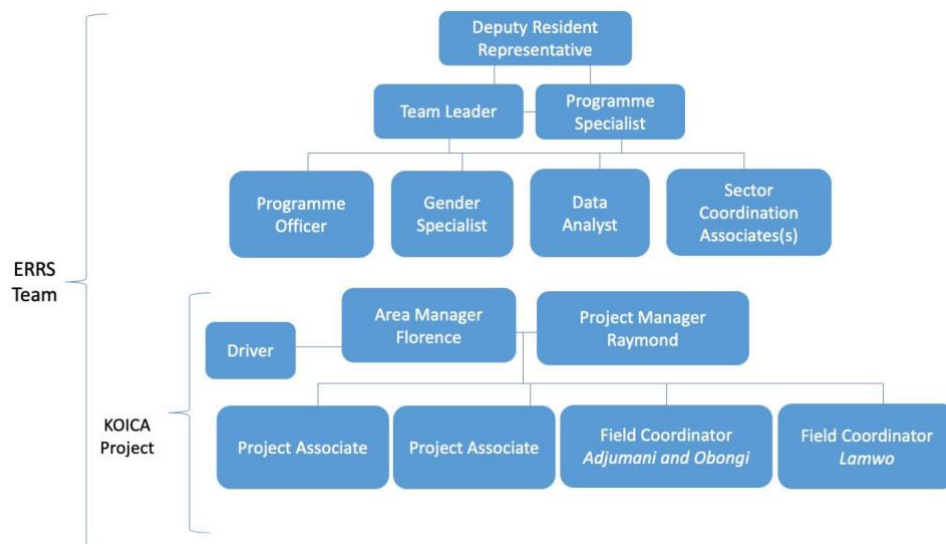 Deputy Resident
Representative
Team Leader
Programme
Specialist
Programme
Officer
Gender
Specialist
Data
Analyst
Sector
Coordination
Associates(s)
ERRS
Team
Area Manager
Florence
Project Manager
Raymond
Driver
KOICA
Project
Project Associate
Project Associate
Field Coordinator
Adjumani and Obongi
Field Coordinator
Lamwo